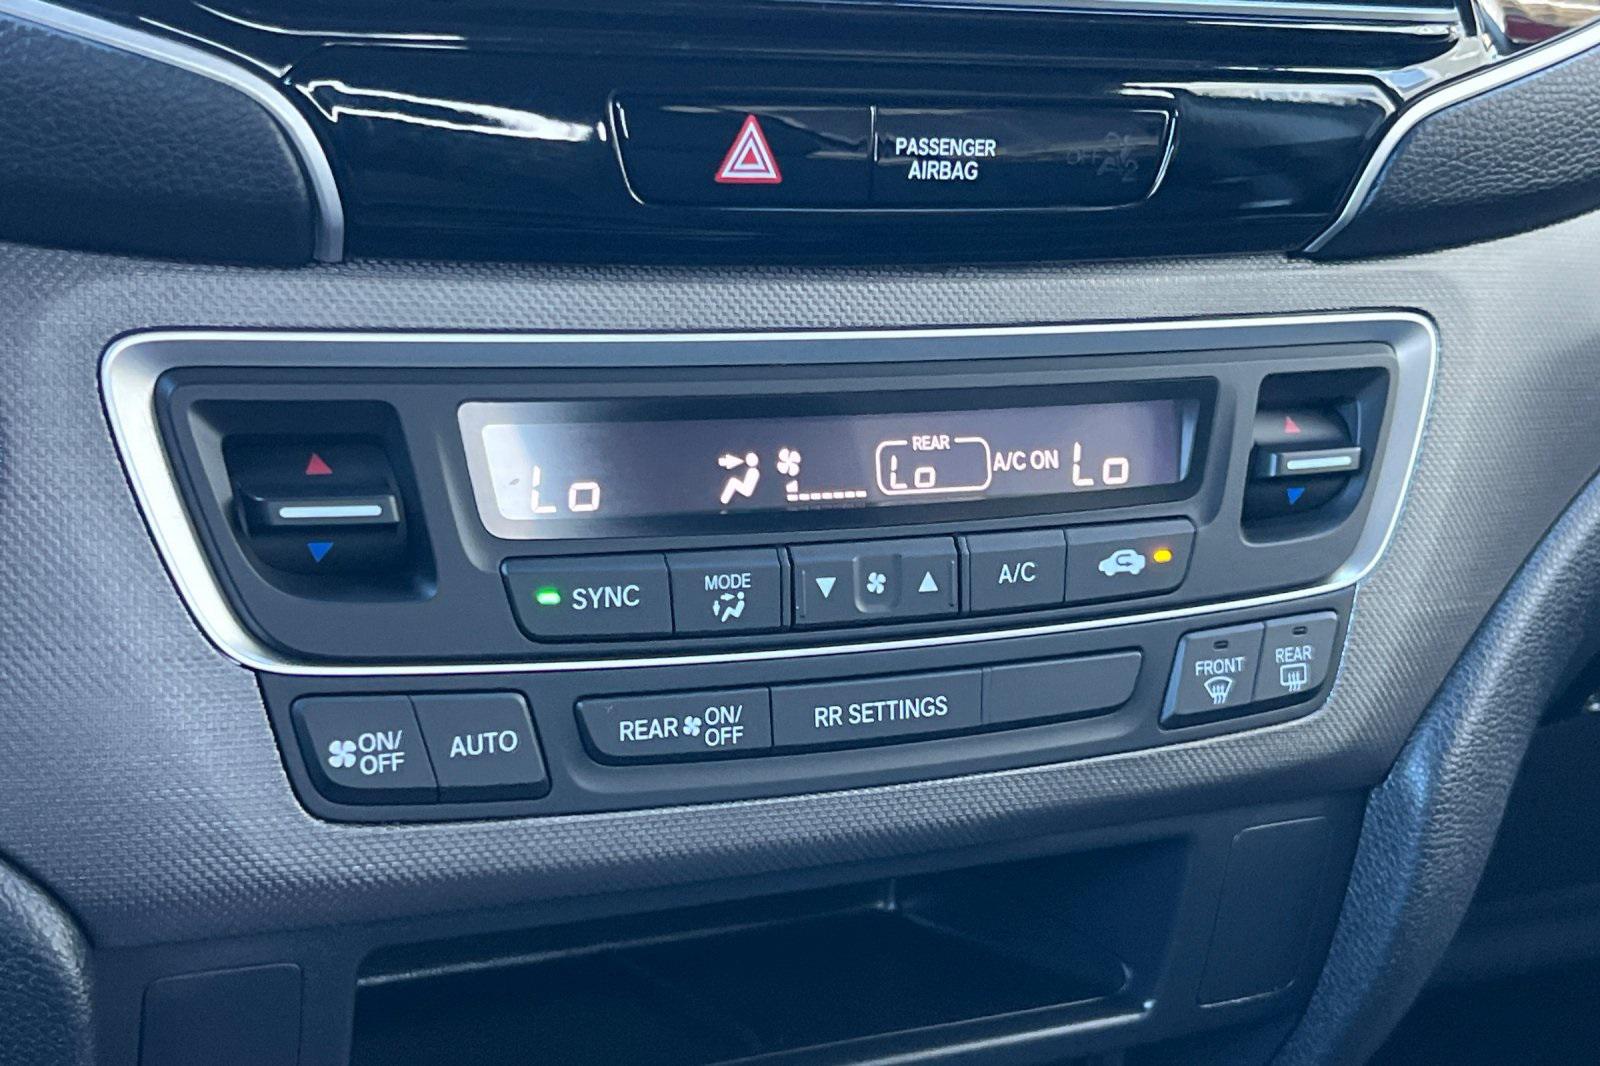 PASSENGER
AIRBAG
OFF
Lo
REAR
Lo
A/C ON
Lo
SYNC
MODE
A/C
FRONT
REAR
ON/
OFF
AUTO
REAR
ON/
OFF
RR SETTINGS